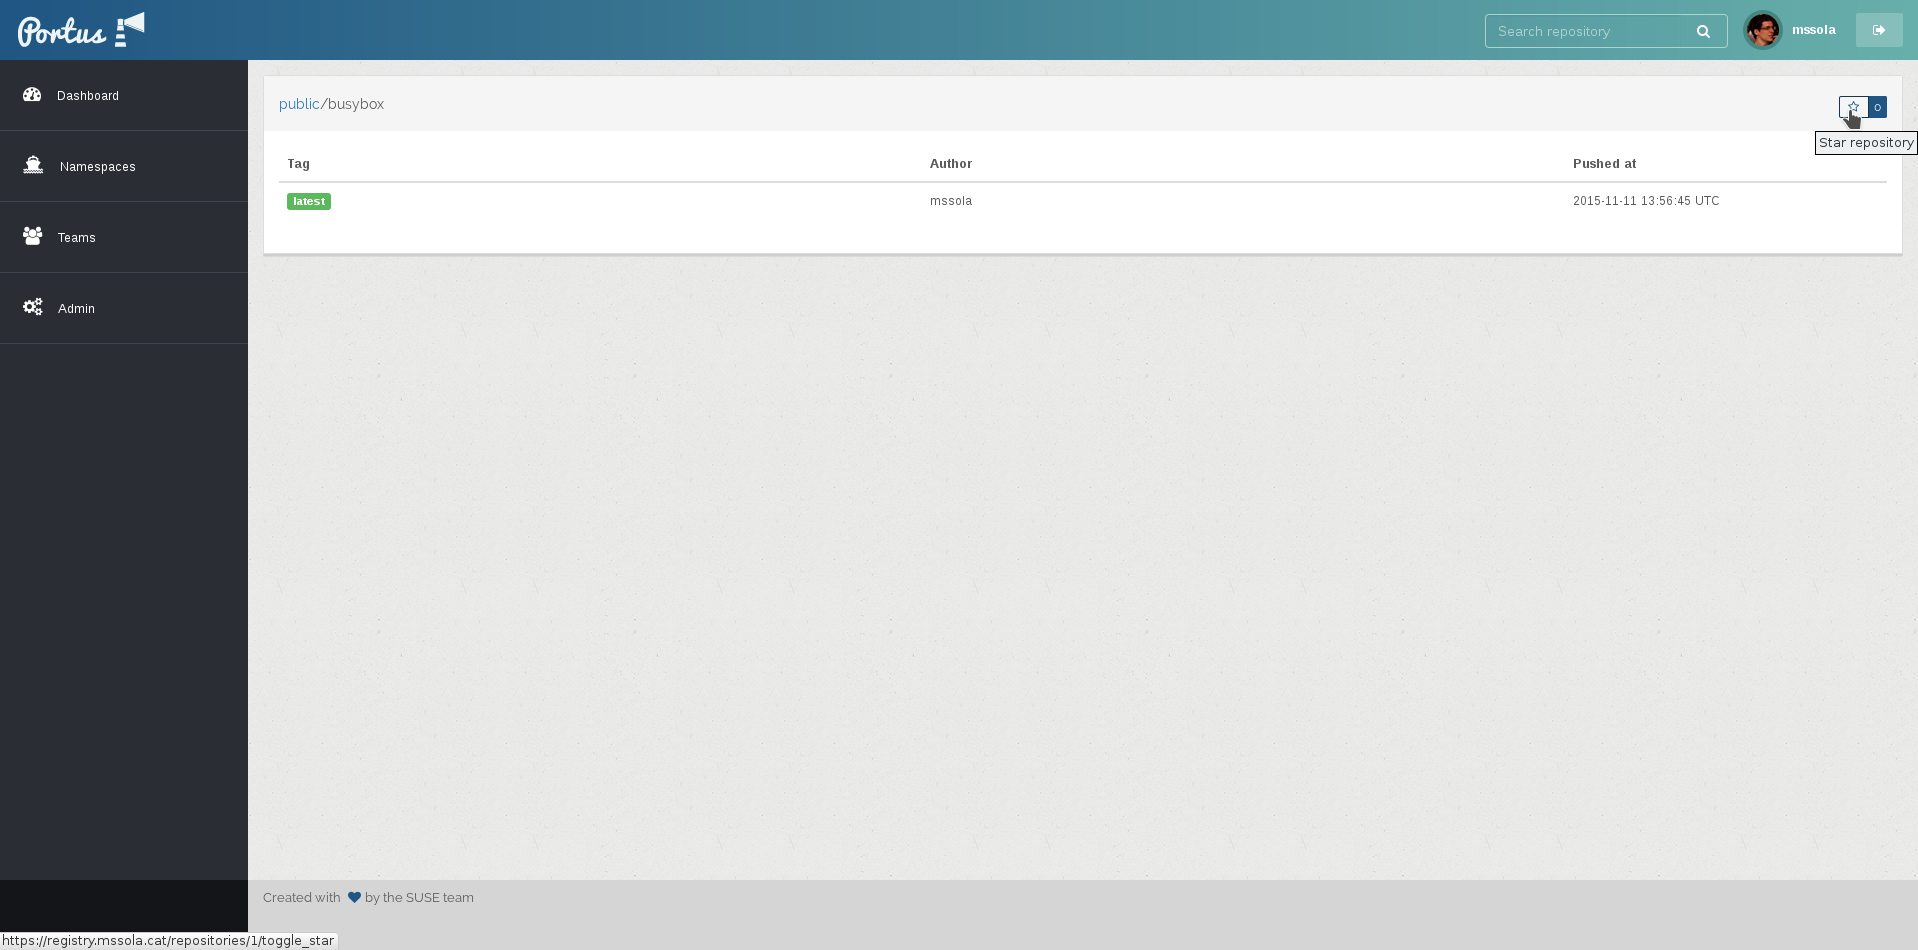 Portus
Search repository
mssola
Dashboard
Namespaces
Teams
Admin
public/busybox
0
Star repository
Tag Author Pushed at
latest mssola 2015-11-11 13:56:45 UTC
Created with by the SUSE team
https://registry.mssola.cat/repositories/1/toggle_star